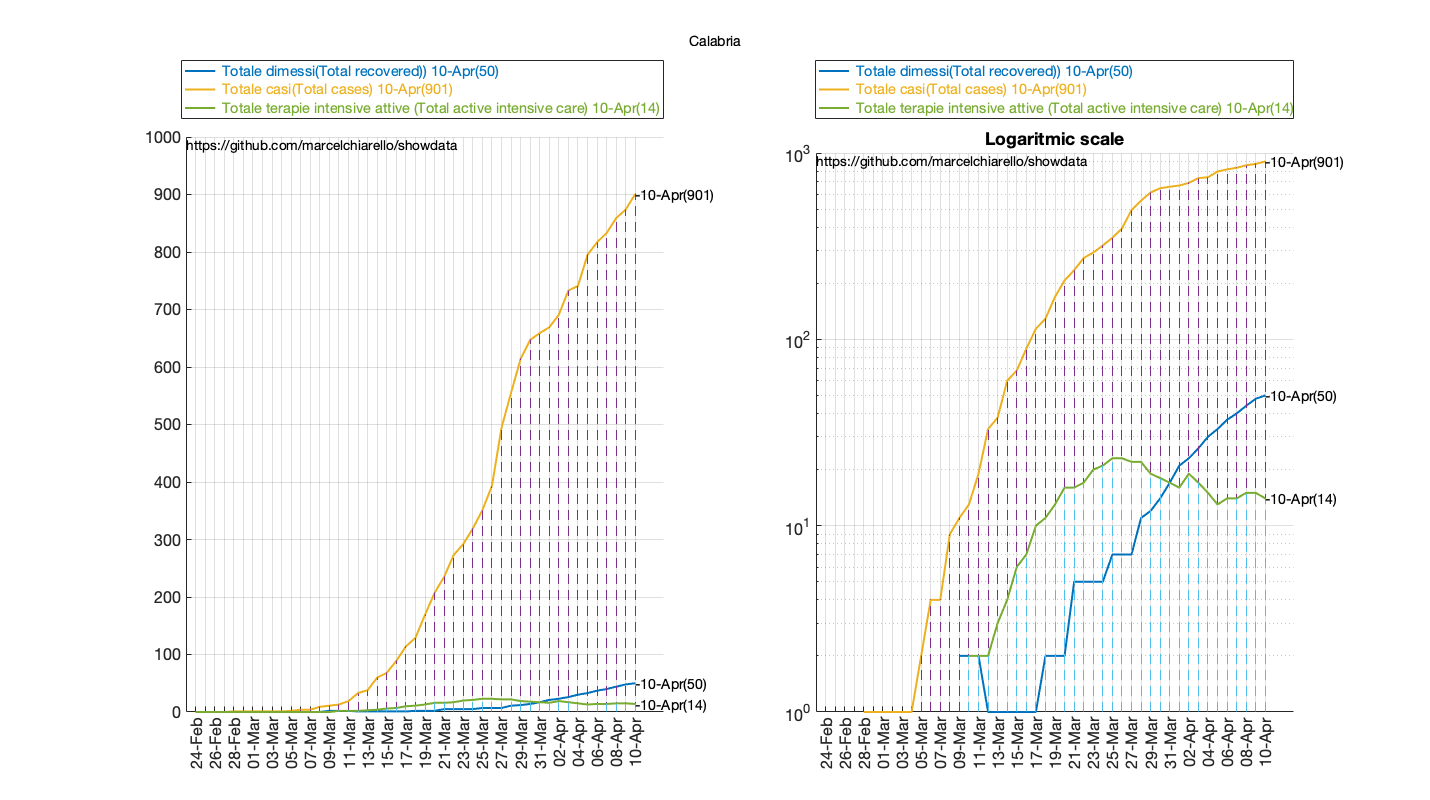 Calabria
Totale dimessi(Total recovered)) 10-Apr(50)
Totale casi(Total cases) 10-Apr(901)
Totale terapie intensive attive (Total active intensive care) 10-Apr(14)
1000
https://github.com/marcelchiarello/showdata
900
800
700
600
500
400
300
200
100
0
10-Apr(901)
10-Apr(50)
10-Apr(14)
24-Feb
26-Feb
28-Feb
01-Mar
03-Mar
05-Mar
07-Mar
09-Mar
11-Mar
13-Mar
15-Mar
17-Mar
19-Mar
21-Mar
23-Mar
25-Mar
27-Mar
29-Mar
31-Mar
02-Apr
04-Apr
06-Apr
08-Apr
10-Apr
Totale dimessi(Total recovered)) 10-Apr(50)
Totale casi(Total cases) 10-Apr(901)
Totale terapie intensive attive (Total active intensive care) 10-Apr(14)
Logaritmic scale
10^3
https://github.com/marcelchiarello/showdata
10^2
10^1
10^0
10-Apr(901)
10-Apr(50)
10-Apr(14)
24-Feb
26-Feb
28-Feb
01-Mar
03-Mar
05-Mar
07-Mar
09-Mar
11-Mar
13-Mar
15-Mar
17-Mar
19-Mar
21-Mar
23-Mar
25-Mar
27-Mar
29-Mar
31-Mar
02-Apr
04-Apr
06-Apr
08-Apr
10-Apr